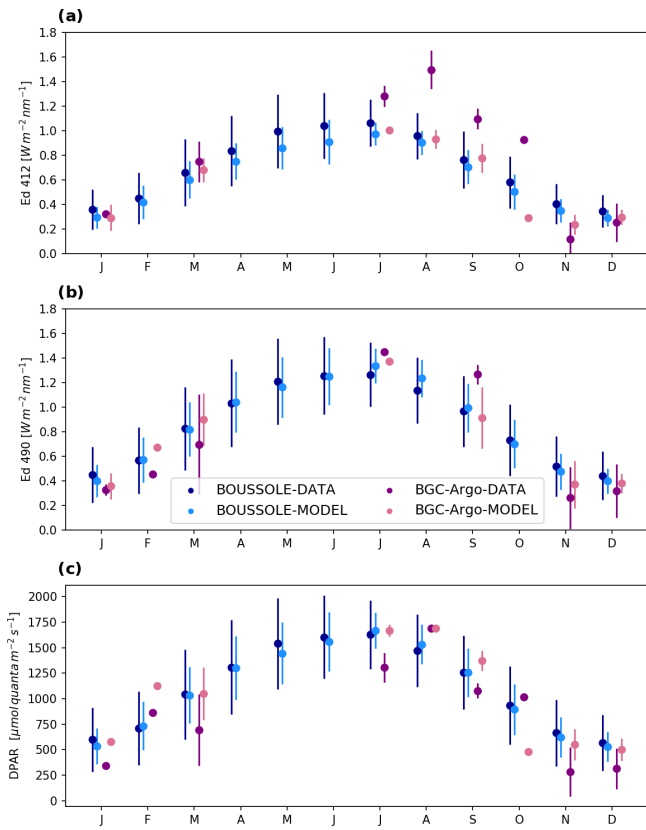 (a)
Ed 412 [W m⁻² nm⁻¹]
1.8
1.6
1.4
1.2
1.0
0.8
0.6
0.4
0.2
0.0
J F M A M J J A S O N D
(b)
Ed 490 [W m⁻² nm⁻¹]
1.8
1.6
1.4
1.2
1.0
0.8
0.6
0.4
0.2
0.0
BOUSSOLE-DATA BGC-Argo-DATA
BOUSSOLE-MODEL BGC-Argo-MODEL
J F M A M J J A S O N D
(c)
DPAR [μmol quanta m⁻² s⁻¹]
2000
1750
1500
1250
1000
750
500
250
0
J F M A M J J A S O N D